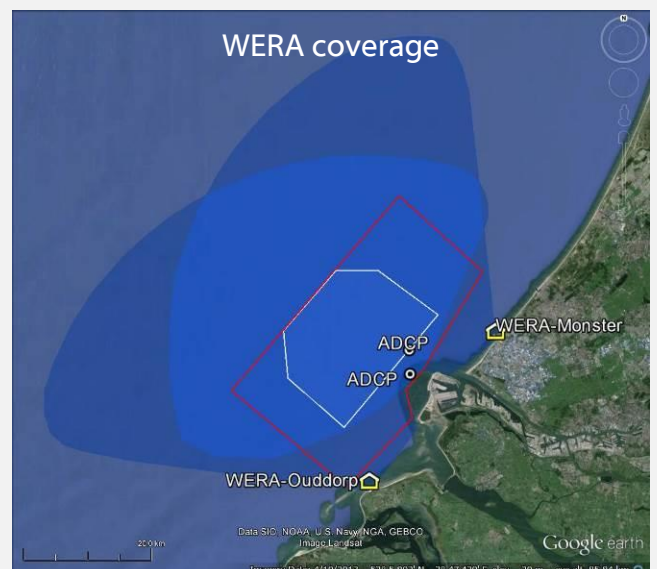 WERA coverage
N
WERA-Monster
ADCP
ADCP
WERA-Ouddorp
Data SIO, NOAA, U.S. Navy, NGA, GEBCO
Image Landsat
20.0 km
Google earth